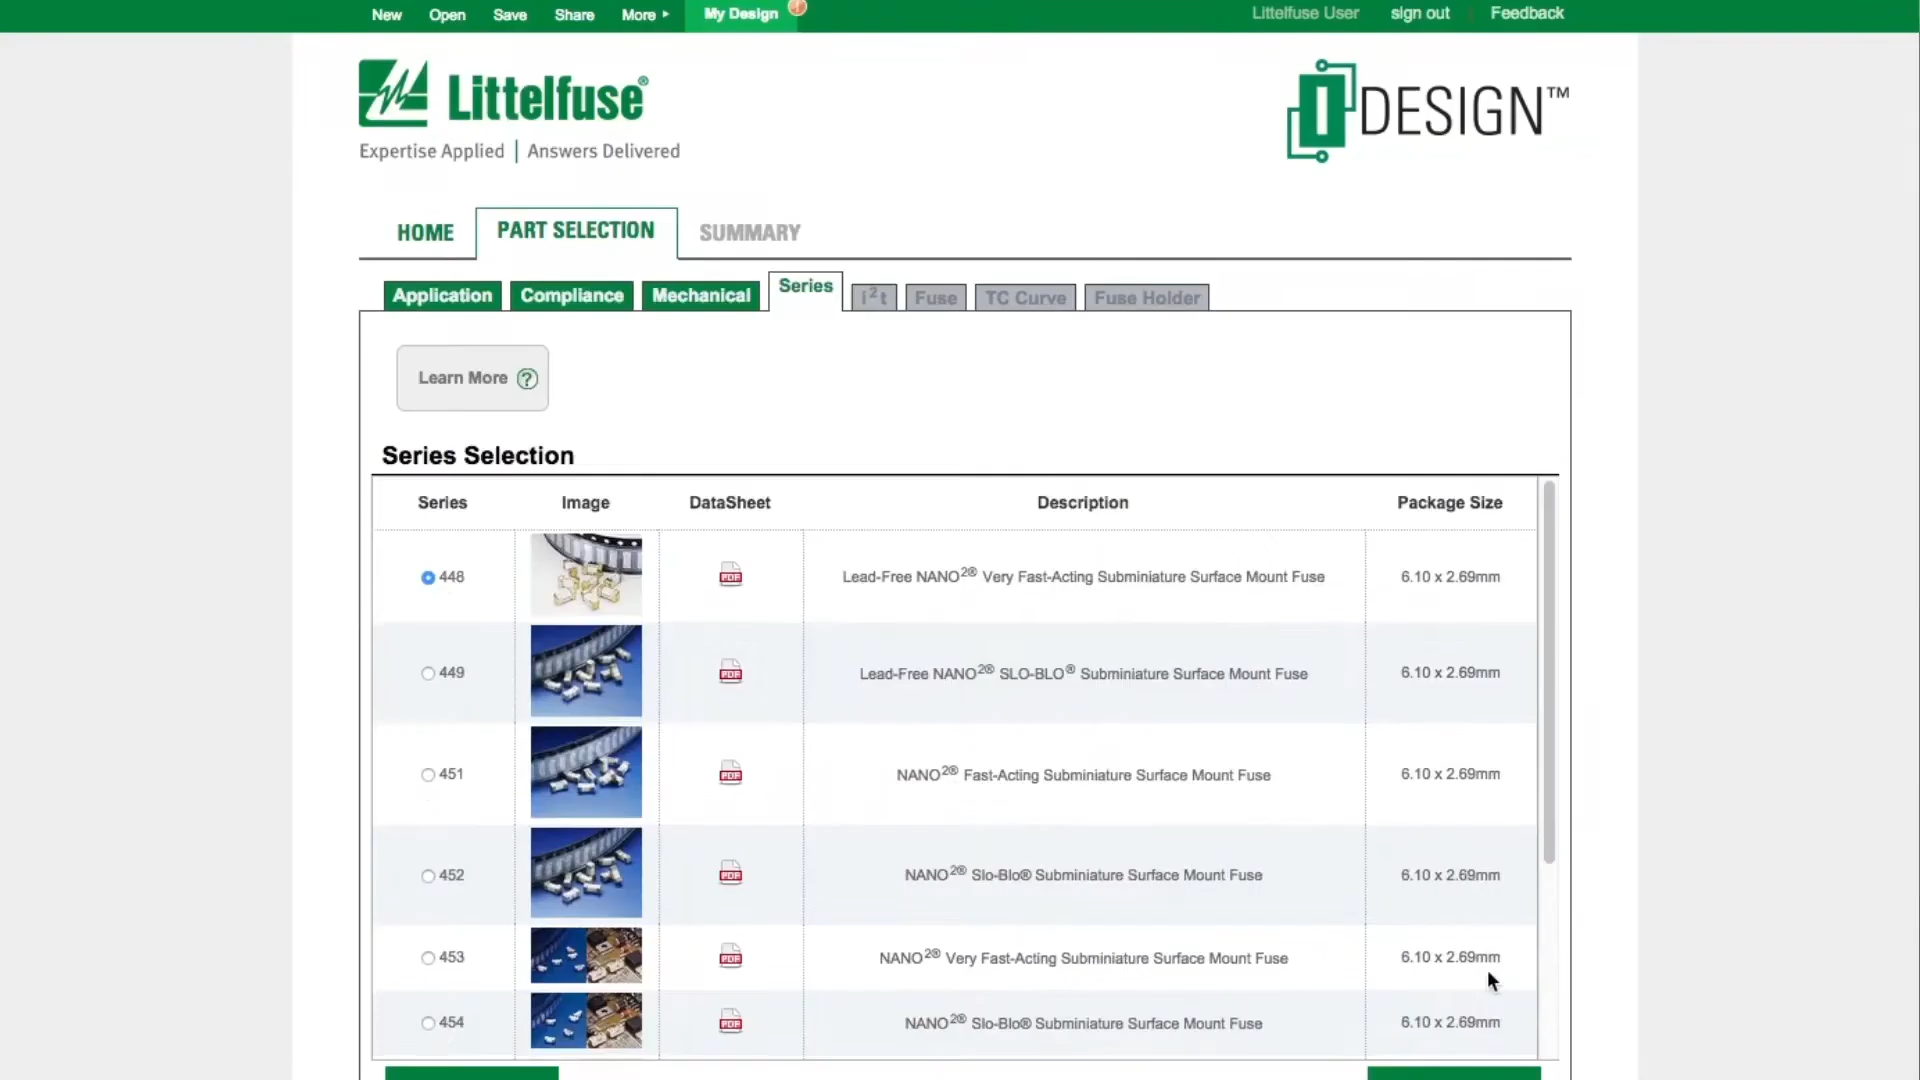 New Open Save Share More My Design ! Littelfuse User sign out Feedback
Littelfuse®
Expertise Applied | Answers Delivered
I DESIGN™
HOME PART SELECTION SUMMARY
Application Compliance Mechanical Series i²t Fuse TC Curve Fuse Holder
Learn More ?
Series Selection
Series Image DataSheet Description Package Size
448 PDF Lead-Free NANO²® Very Fast-Acting Subminiature Surface Mount Fuse 6.10 x 2.69mm
449 PDF Lead-Free NANO²® SLO-BLO® Subminiature Surface Mount Fuse 6.10 x 2.69mm
451 PDF NANO²® Fast-Acting Subminiature Surface Mount Fuse 6.10 x 2.69mm
452 PDF NANO²® Slo-Blo® Subminiature Surface Mount Fuse 6.10 x 2.69mm
453 PDF NANO²® Very Fast-Acting Subminiature Surface Mount Fuse 6.10 x 2.69mm
454 PDF NANO²® Slo-Blo® Subminiature Surface Mount Fuse 6.10 x 2.69mm